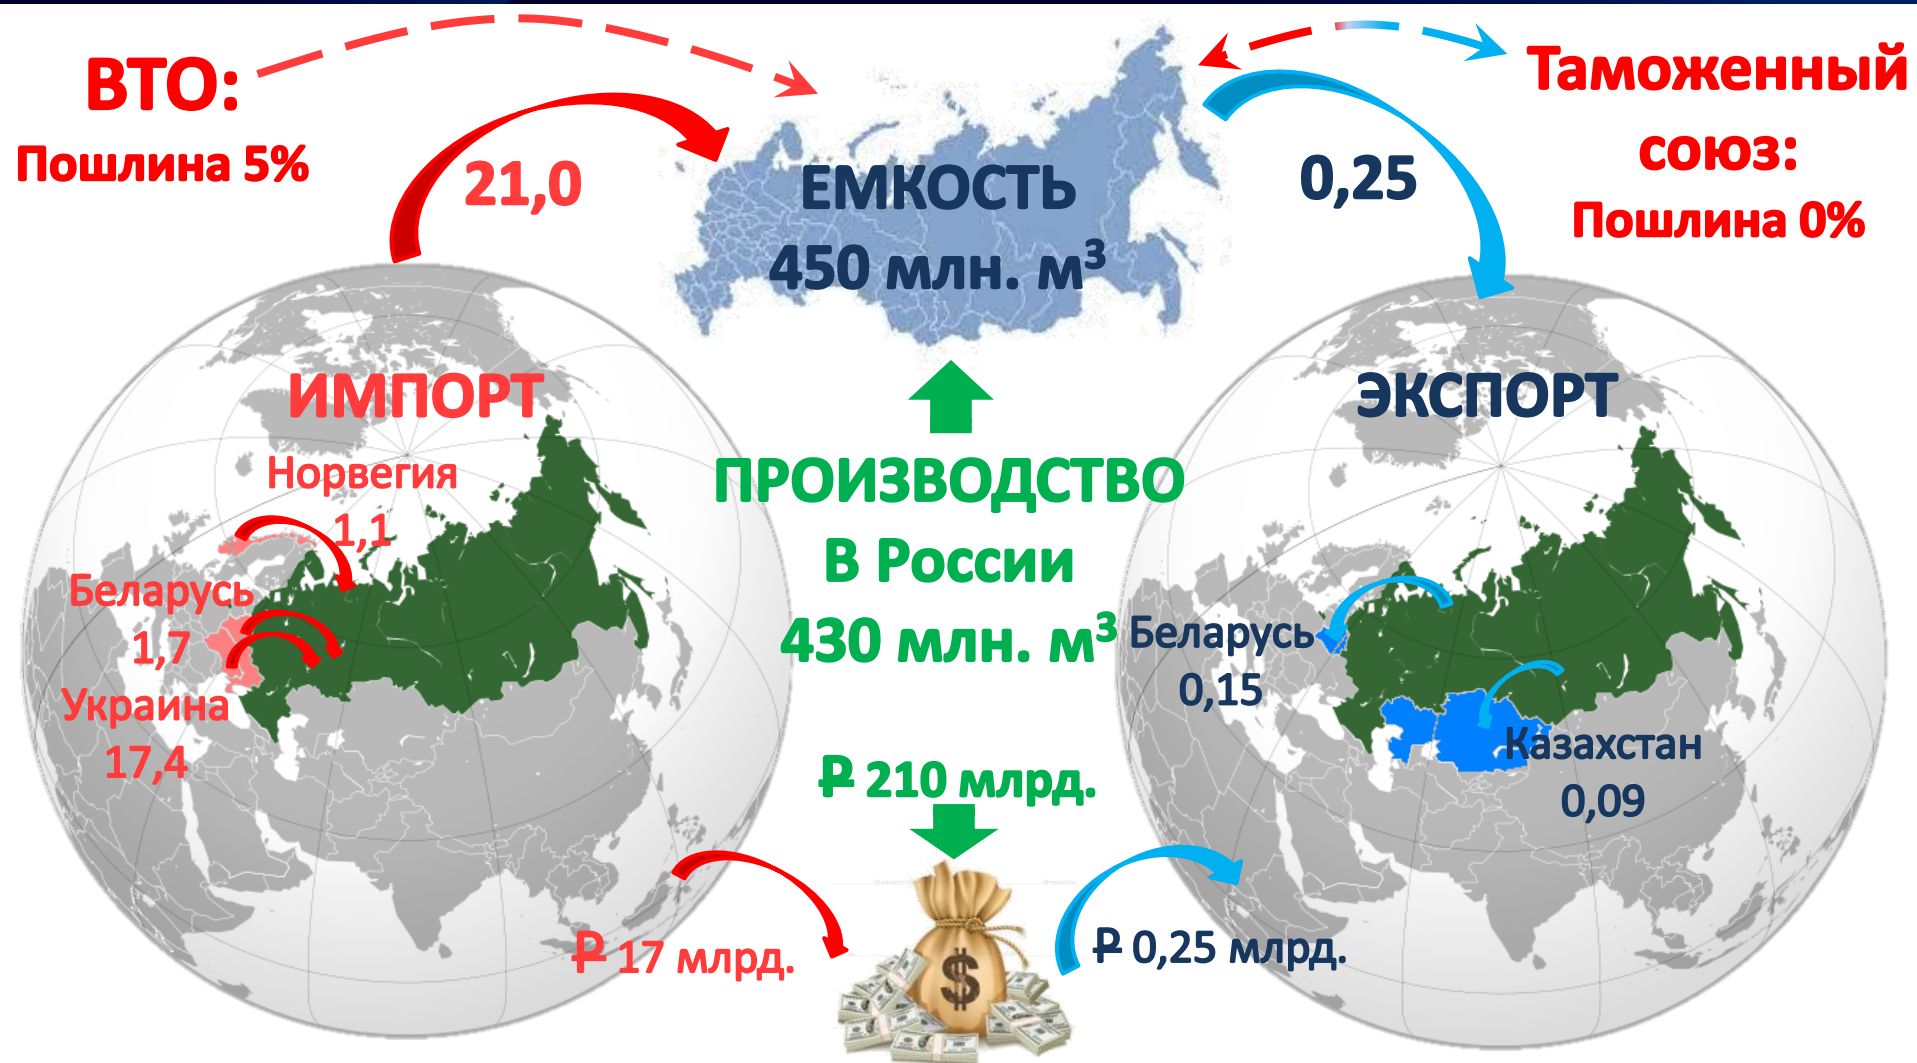 ВТО:
Пошлина 5%
21,0
ЕМКОСТЬ
450 млн. м³
0,25
Таможенный
союз:
Пошлина 0%
ИМПОРТ
Норвегия
1,1
Беларусь
1,7
Украина
17,4
ПРОИЗВОДСТВО
В России
430 млн. м³
ЭКСПОРТ
Беларусь
0,15
Казахстан
0,09
₽ 210 млрд.
₽ 17 млрд.
$
₽ 0,25 млрд.